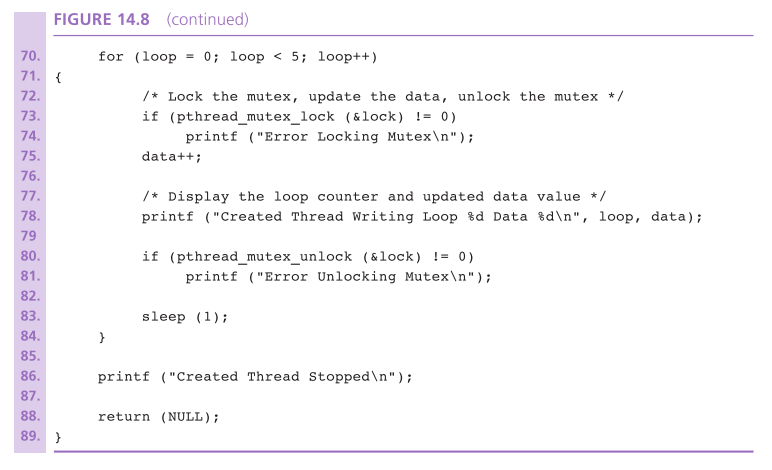 FIGURE 14.8 (continued)
70. for (loop = 0; loop < 5; loop++)
71. {
72. /* Lock the mutex, update the data, unlock the mutex */
73. if (pthread_mutex_lock (&lock) != 0)
74. printf ("Error Locking Mutex\n");
75. data++;
76.
77. /* Display the loop counter and updated data value */
78. printf ("Created Thread Writing Loop %d Data %d\n", loop, data);
79
80. if (pthread_mutex_unlock (&lock) != 0)
81. printf ("Error Unlocking Mutex\n");
82.
83. sleep (1);
84. }
85.
86. printf ("Created Thread Stopped\n");
87.
88. return (NULL);
89. }